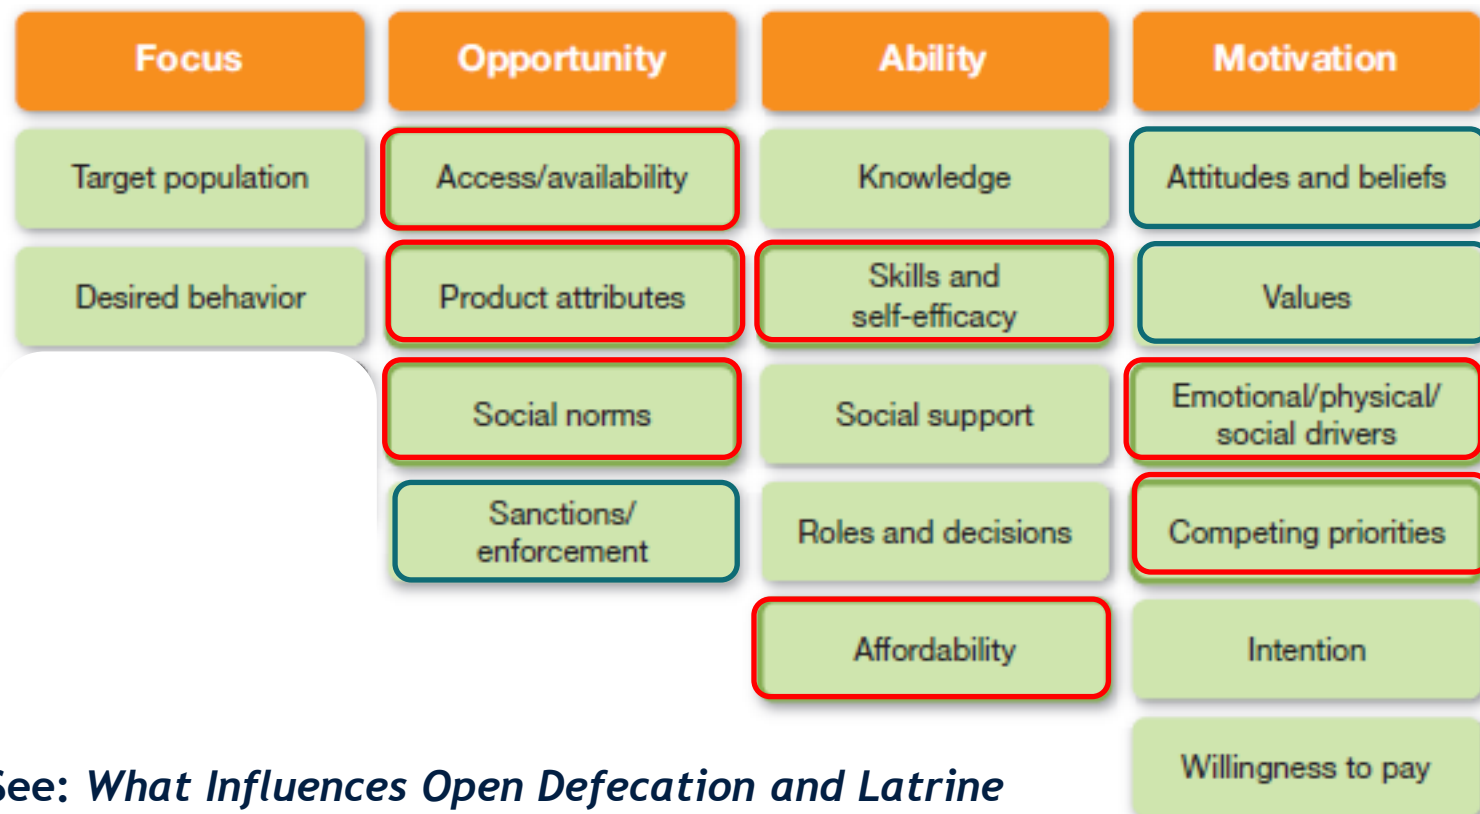 Focus
Opportunity
Ability
Motivation
Target population
Access/availability
Knowledge
Attitudes and beliefs
Desired behavior
Product attributes
Skills and
self-efficacy
Values
Social norms
Social support
Emotional/physical/
social drivers
Sanctions/
enforcement
Roles and decisions
Competing priorities
Affordability
Intention
Willingness to pay
See: What Influences Open Defecation and Latrine